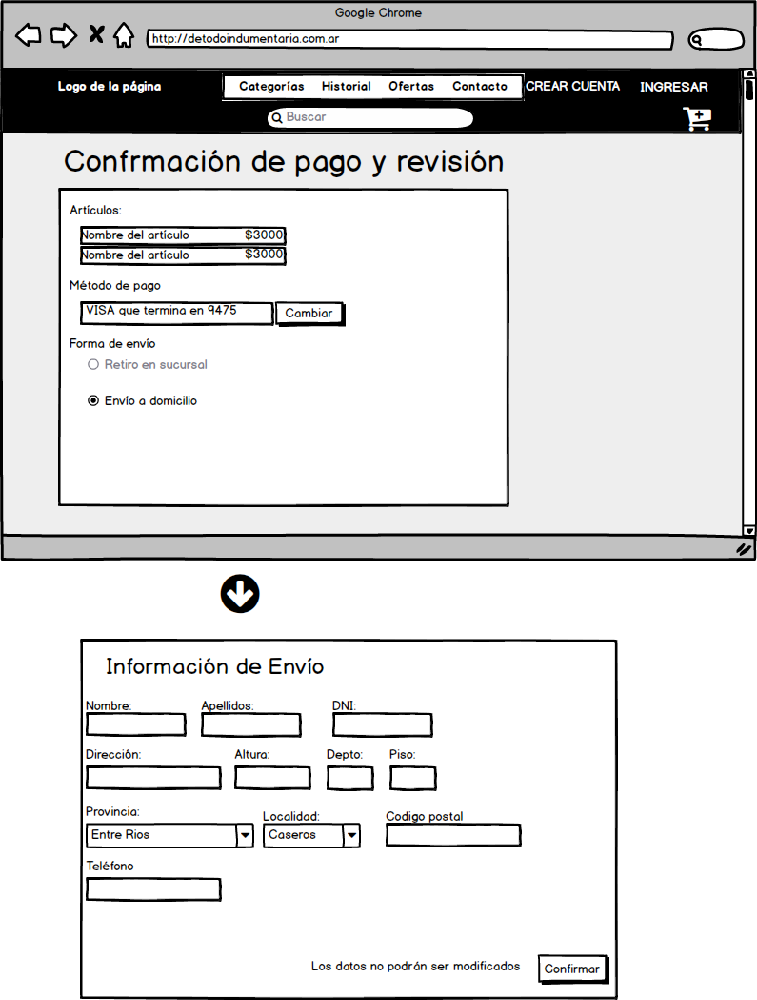 Google Chrome
http://detodoindumentaria.com.ar
Logo de la página Categorías Historial Ofertas Contacto CREAR CUENTA INGRESAR
Buscar
Confrmación de pago y revisión
Artículos:
Nombre del artículo $3000
Nombre del artículo $3000
Método de pago
VISA que termina en 9475 Cambiar
Forma de envío
Retiro en sucursal
Envío a domicilio
Información de Envío
Nombre: Apellidos: DNI:
Dirección: Altura: Depto: Piso:
Provincia: Localidad: Codigo postal
Entre Rios Caseros
Teléfono
Los datos no podrán ser modificados Confirmar